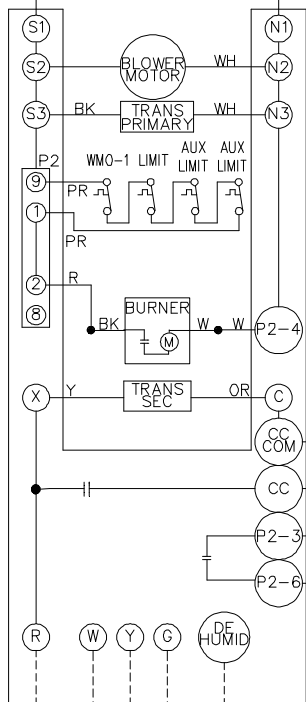 S1 N1
S2 BLOWER MOTOR WH N2
S3 BK TRANS PRIMARY WH N3
P2
WMO-1 LIMIT AUX LIMIT AUX LIMIT
9 PR
1 PR
2 R
8
BURNER
BK M W W P2-4
X Y TRANS SEC OR C
CC COM
CC
P2-3
P2-6
R W Y G DE HUMID